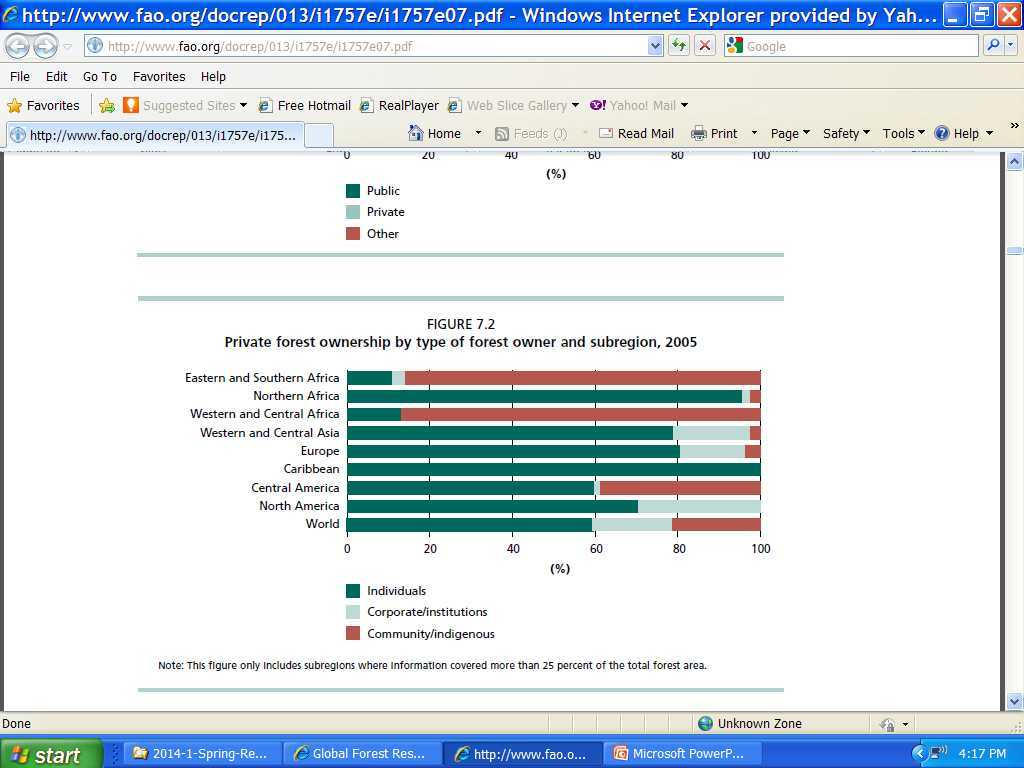 http://www.fao.org/docrep/013/i1757e/i1757e07.pdf - Windows Internet Explorer provided by Yah...
http://www.fao.org/docrep/013/i1757e/i1757e07.pdf
Google
File Edit Go To Favorites Help
Favorites Suggested Sites Free Hotmail RealPlayer Web Slice Gallery Yahoo! Mail
http://www.fao.org/docrep/013/i1757e/i175...
Home Feeds (J) Read Mail Print Page Safety Tools Help »
0 20 40 60 80 100
(%)
Public
Private
Other
FIGURE 7.2
Private forest ownership by type of forest owner and subregion, 2005
Eastern and Southern Africa
Northern Africa
Western and Central Africa
Western and Central Asia
Europe
Caribbean
Central America
North America
World
0 20 40 60 80 100
(%)
Individuals
Corporate/institutions
Community/indigenous
Note: This figure only includes subregions where information covered more than 25 percent of the total forest area.
Done Unknown Zone
start 2014-1-Spring-Re... Global Forest Res... http://www.fao.o... Microsoft PowerP... 4:17 PM